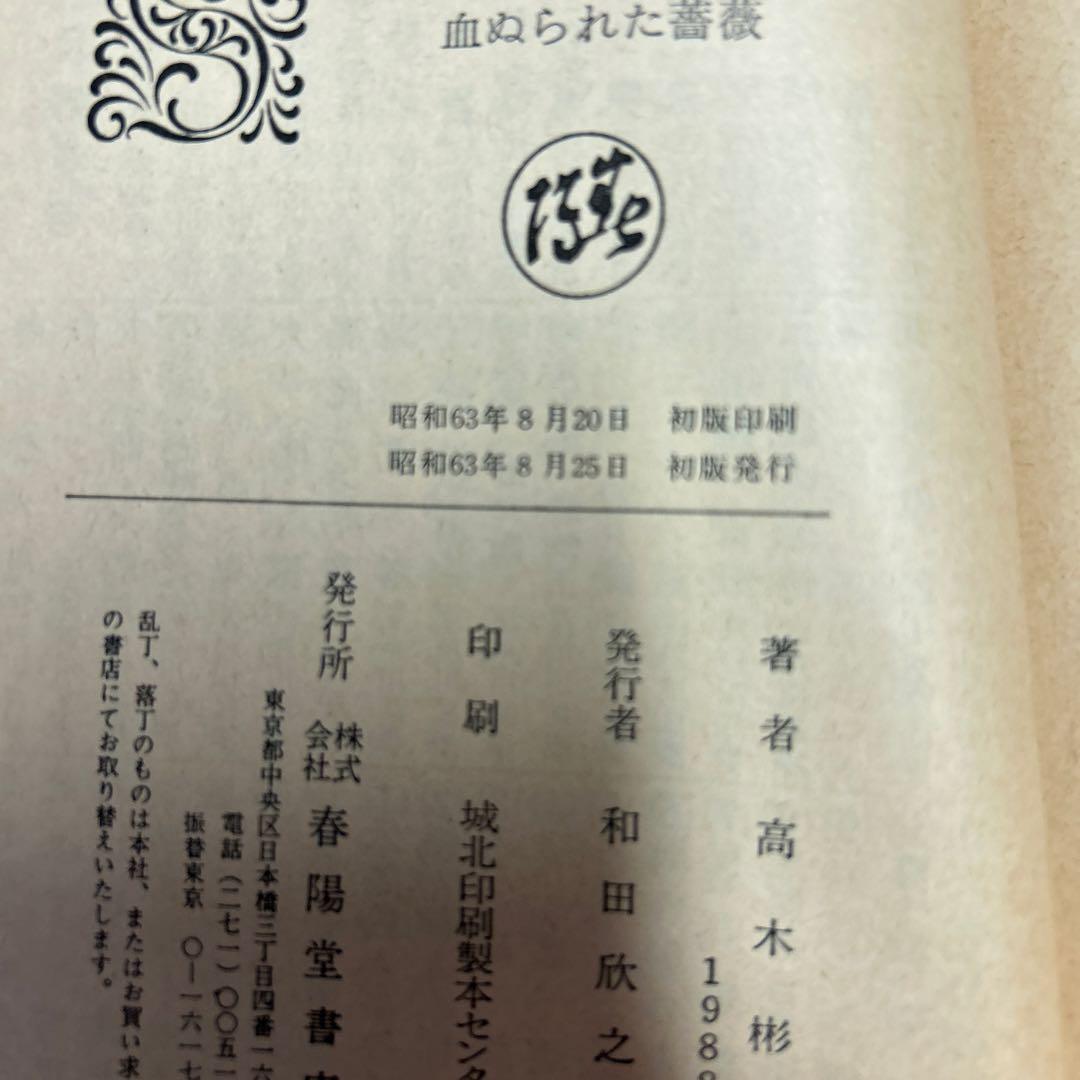 血ぬられた薔薇
昭和63年8月20日 初版印刷
昭和63年8月25日 初版発行
著者 高木彬
1988
発行者 和田欣之
印刷 城北印刷製本センタ
発行所 株式会社 春陽堂書
東京都中央区日本橋三丁目四番一六
電話(二七一)〇〇五一
振替東京 〇―一六一七
乱丁、落丁のものは本社、またはお買い求
の書店にてお取り替えいたします。